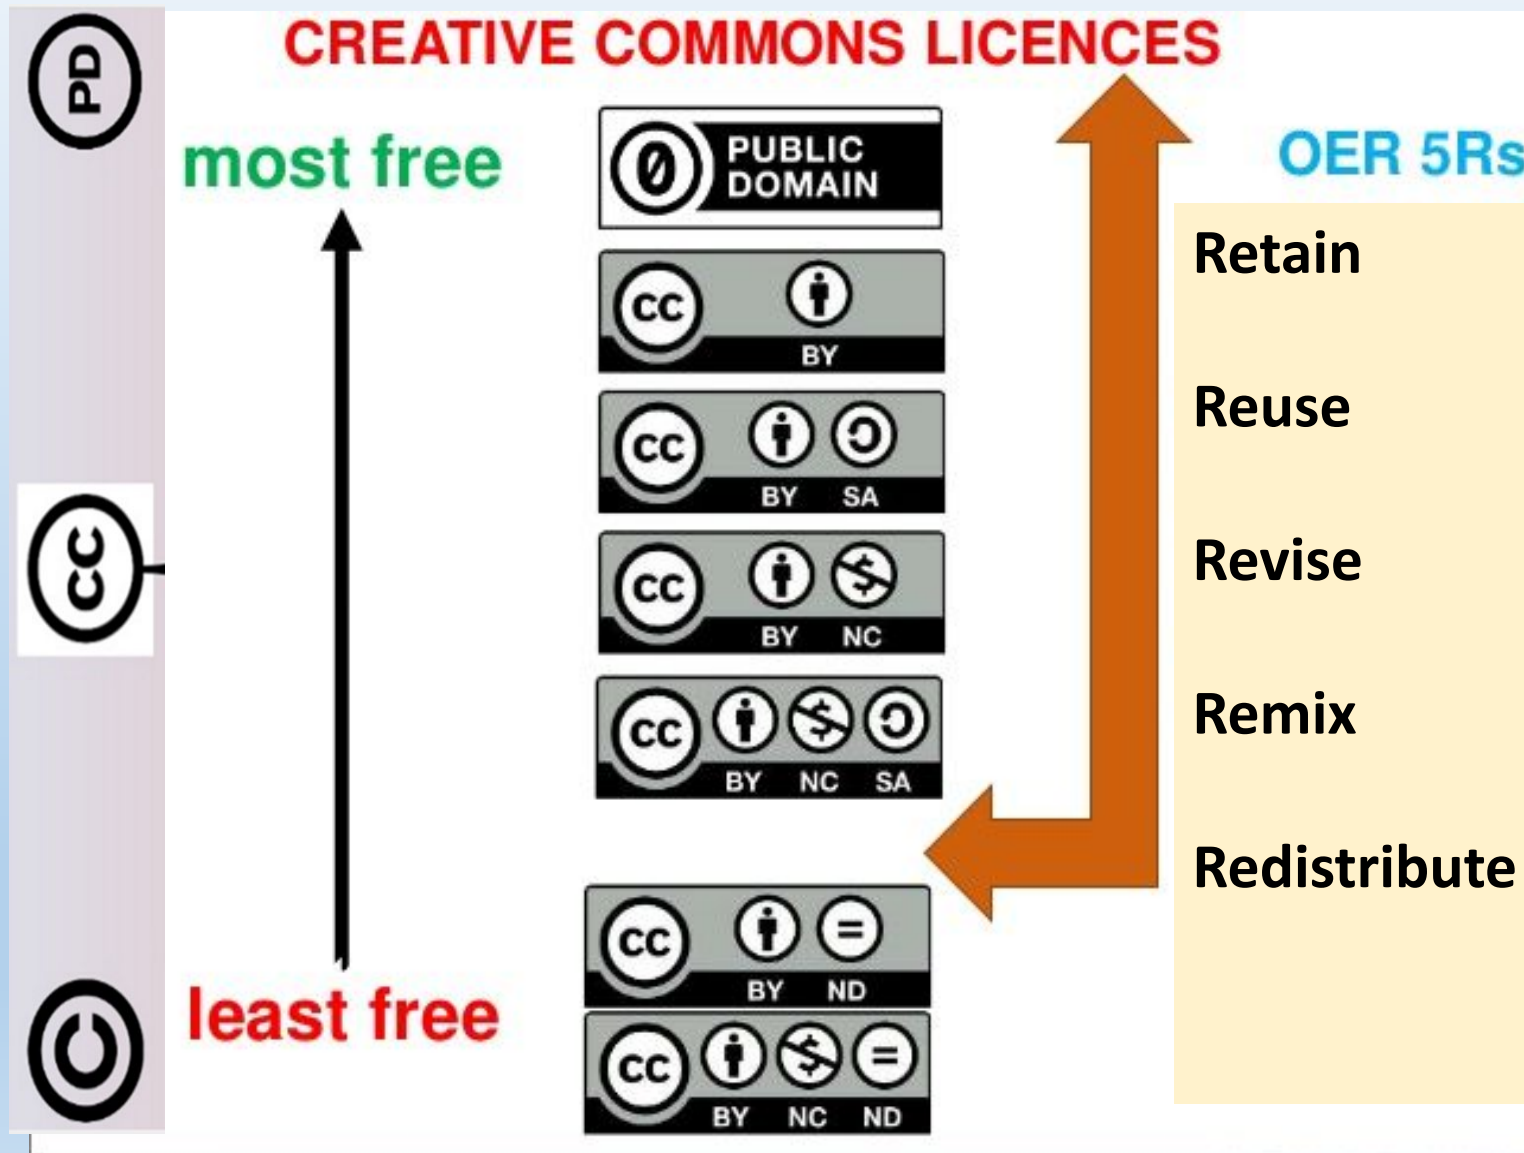 CREATIVE COMMONS LICENCES
PD
most free
0 PUBLIC
DOMAIN
OER 5Rs
Retain
cc
BY
Reuse
cc
BY SA
cc
Revise
cc $
BY NC
Remix
cc $
BY NC SA
Redistribute
cc =
BY ND
least free
C
cc $ =
BY NC ND